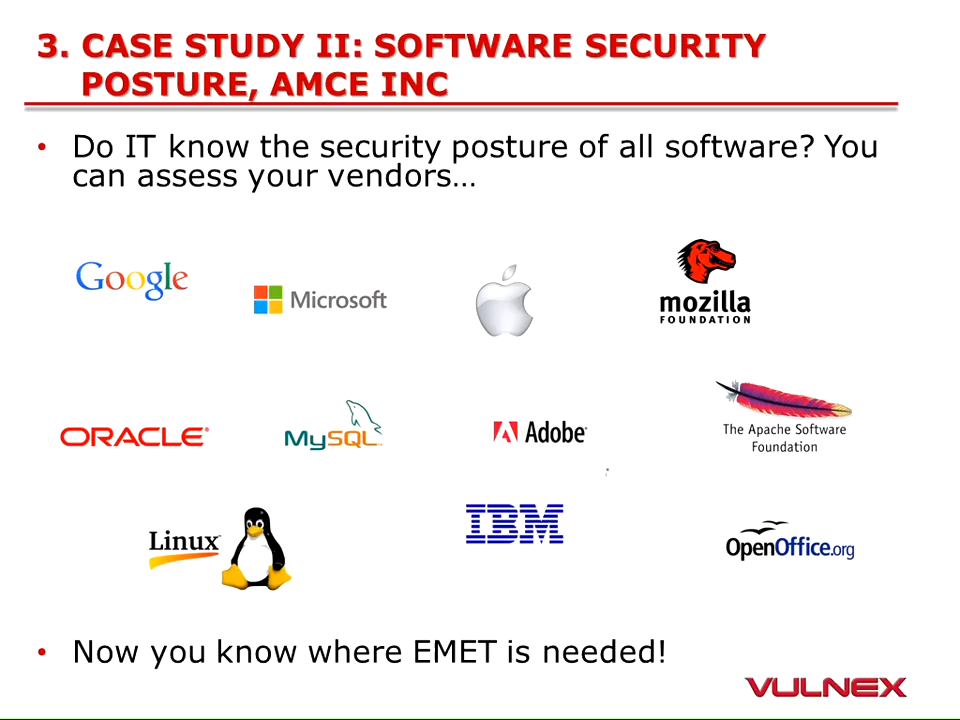 3. CASE STUDY II: SOFTWARE SECURITY
POSTURE, AMCE INC
• Do IT know the security posture of all software? You
can assess your vendors…
Google
Microsoft
mozilla
FOUNDATION
ORACLE®
MySQL™
Adobe®
The Apache Software
Foundation
Linux
IBM
OpenOffice.org
• Now you know where EMET is needed!
VULNEX